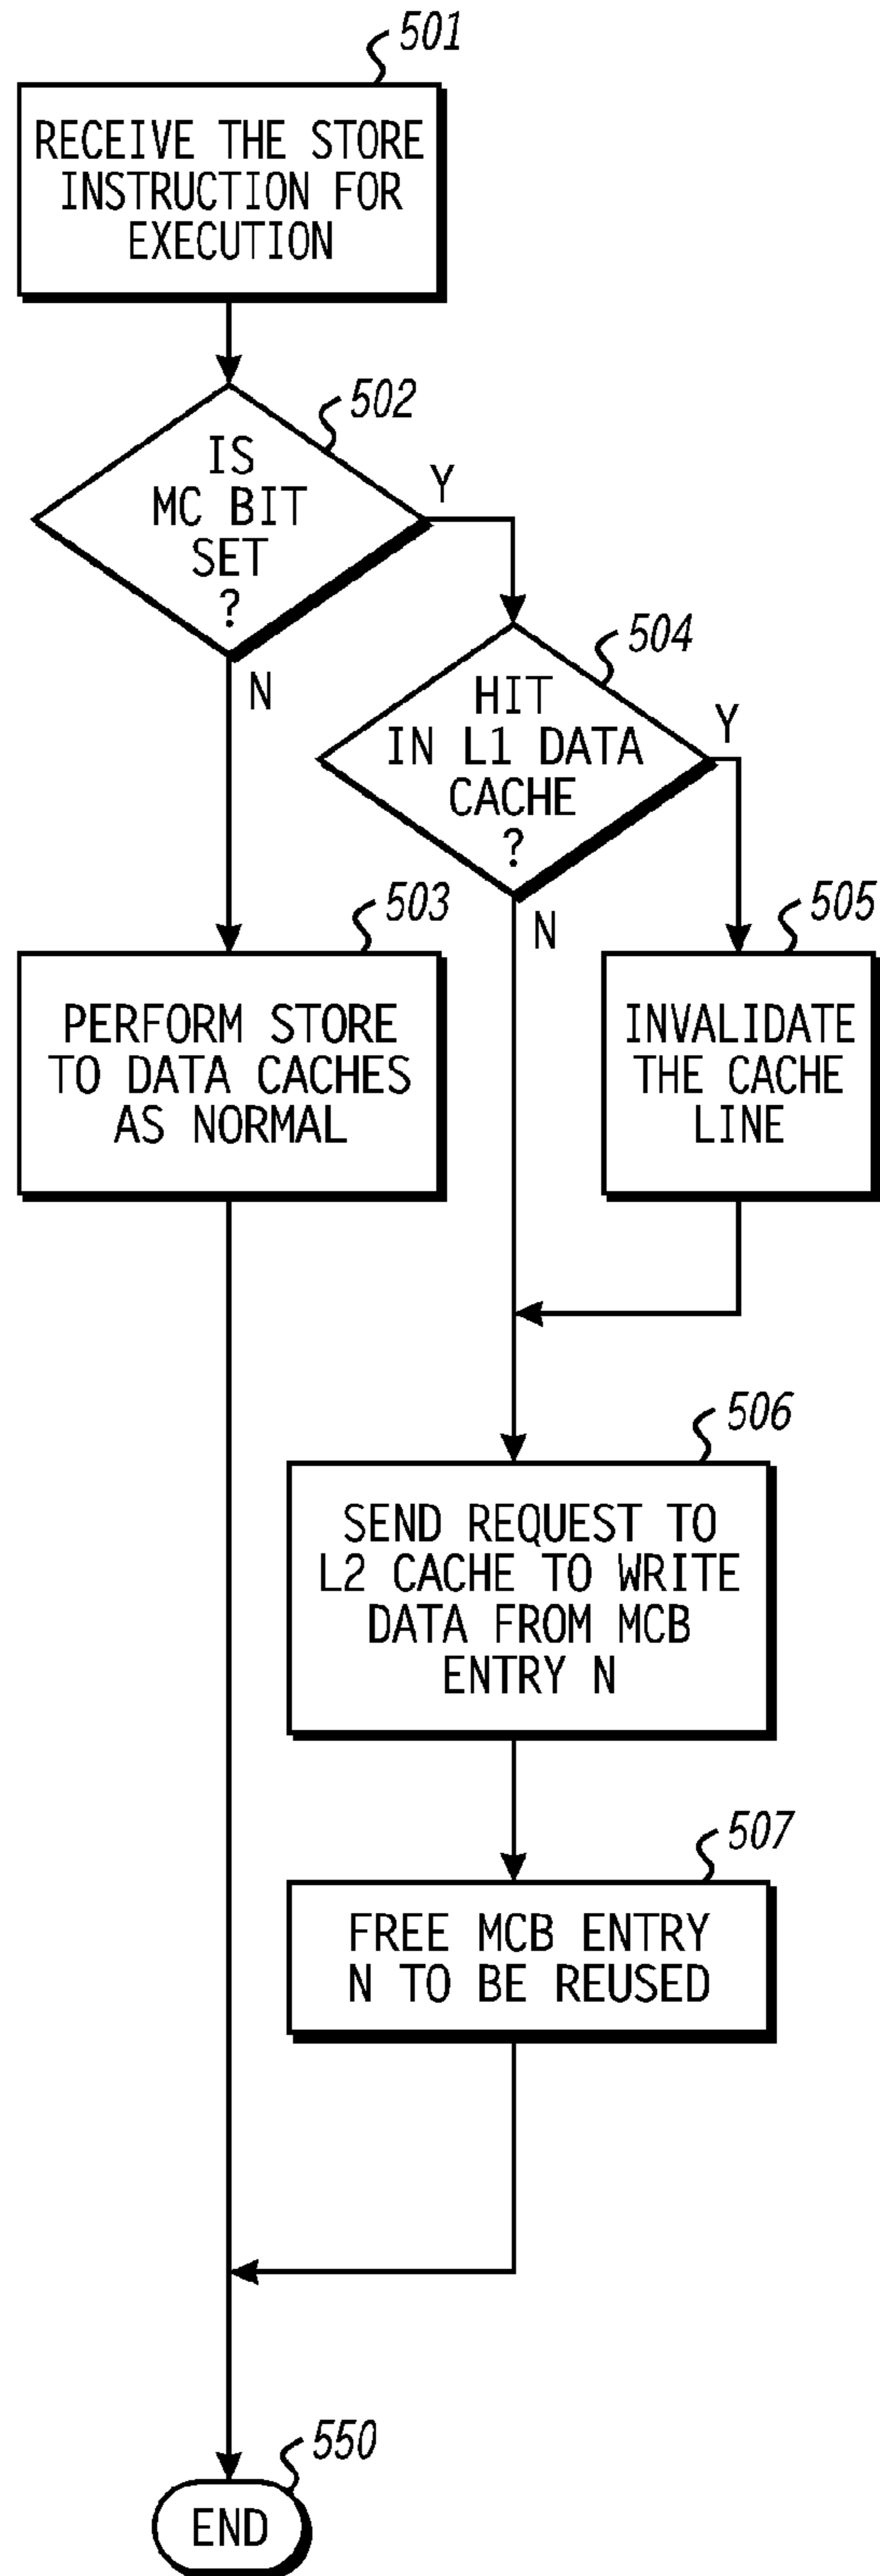 501
RECEIVE THE STORE
INSTRUCTION FOR
EXECUTION
502
IS
MC BIT
SET
?
Y
N
504
HIT
IN L1 DATA
CACHE
?
Y
N
503
PERFORM STORE
TO DATA CACHES
AS NORMAL
505
INVALIDATE
THE CACHE
LINE
506
SEND REQUEST TO
L2 CACHE TO WRITE
DATA FROM MCB
ENTRY N
507
FREE MCB ENTRY
N TO BE REUSED
550
END